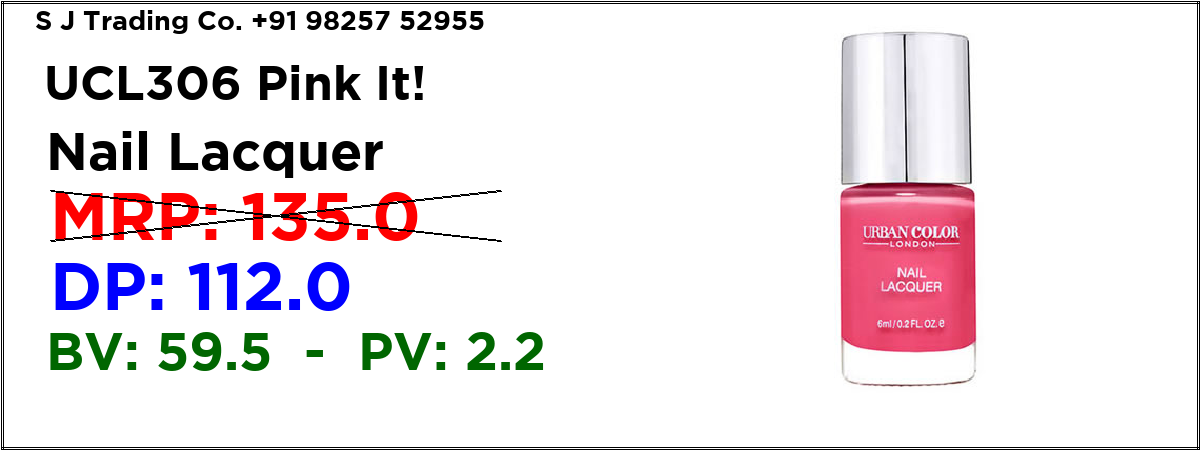 S J Trading Co. +91 98257 52955
UCL306 Pink It!
Nail Lacquer
MRP: 135.0
DP: 112.0
BV: 59.5 - PV: 2.2
URBAN COLOR
LONDON
NAIL
LACQUER
6ml/0.2 FL. OZ. e